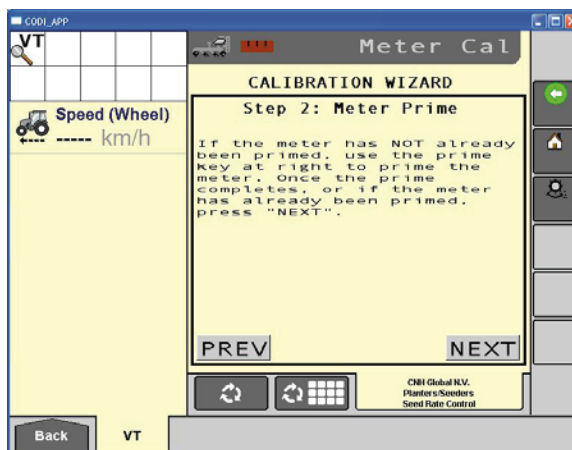 CODI_APP
VT
Meter Cal
Speed (Wheel)
----- km/h
CALIBRATION WIZARD
Step 2: Meter Prime
If the meter has NOT already
been primed, use the prime
key at right to prime the
meter. Once the prime
completes, or if the meter
has already been primed,
press "NEXT".
PREV
NEXT
CNH Global N.V.
Planters/Seeders
Seed Rate Control
Back
VT